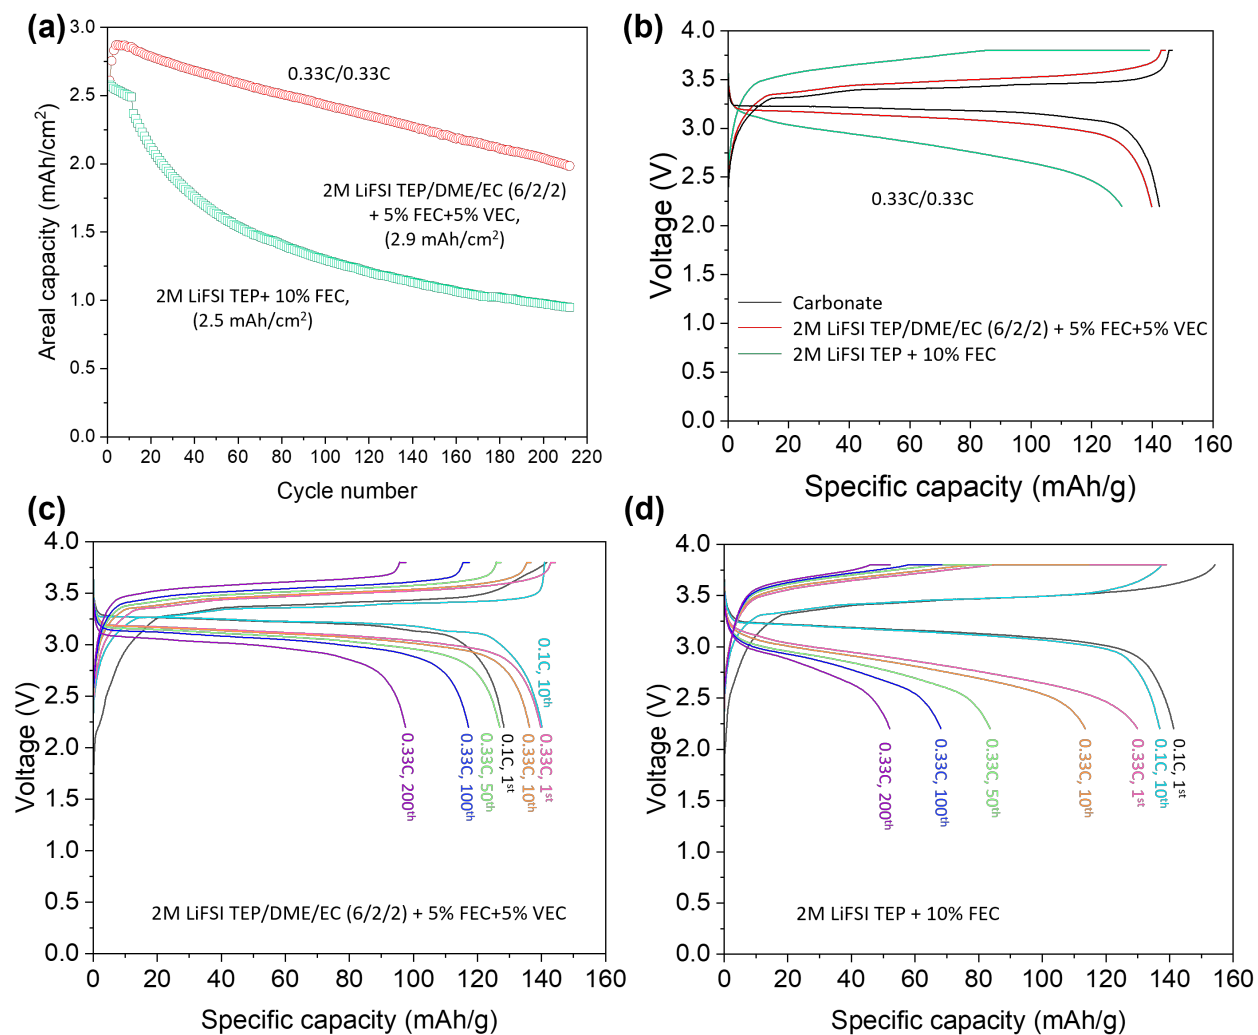 (a)
3.0
2.5
2.0
1.5
1.0
0.5
0.0
Areal capacity (mAh/cm²)
0.33C/0.33C
2M LiFSI TEP/DME/EC (6/2/2)
+ 5% FEC+5% VEC,
(2.9 mAh/cm²)
2M LiFSI TEP+ 10% FEC,
(2.5 mAh/cm²)
0 20 40 60 80 100 120 140 160 180 200 220
Cycle number
(b)
4.0
3.5
3.0
2.5
2.0
1.5
1.0
0.5
0.0
Voltage (V)
0.33C/0.33C
Carbonate
2M LiFSI TEP/DME/EC (6/2/2) + 5% FEC+5% VEC
2M LiFSI TEP + 10% FEC
0 20 40 60 80 100 120 140 160
Specific capacity (mAh/g)
(c)
4.0
3.5
3.0
2.5
2.0
1.5
1.0
0.5
0.0
Voltage (V)
0.33C, 200th
0.33C, 100th
0.33C, 50th
0.1C, 1st
0.33C, 10th
0.33C, 1st
0.1C, 10th
2M LiFSI TEP/DME/EC (6/2/2) + 5% FEC+5% VEC
0 20 40 60 80 100 120 140 160
Specific capacity (mAh/g)
(d)
4.0
3.5
3.0
2.5
2.0
1.5
1.0
0.5
0.0
Voltage (V)
0.33C, 200th
0.33C, 100th
0.33C, 50th
0.33C, 10th
0.33C, 1st
0.1C, 10th
0.1C, 1st
2M LiFSI TEP + 10% FEC
0 20 40 60 80 100 120 140 160
Specific capacity (mAh/g)